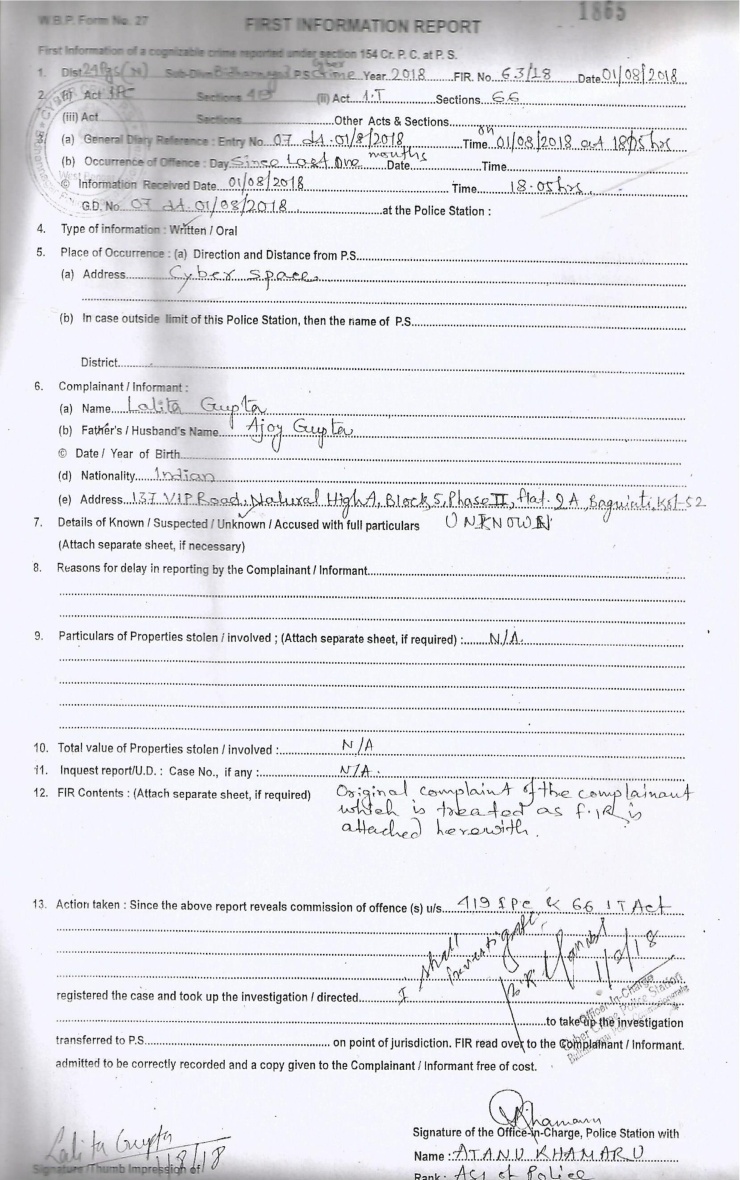 1865
W.B.P. Form No. 27
FIRST INFORMATION REPORT
First Information of a cognizable crime reported under section 154 Cr. P. C. at P. S.
1. Dist 24 Pgs (N) Sub-Divn Bidhannagar P.S Cyber Crime Year 2018 FIR. No. 63/18 Date 01/08/2018
2. (i) Act IPC Sections 419 (ii) Act I.T Sections 66
(iii) Act Sections Other Acts & Sections
3. (a) General Diary Reference : Entry No. 07 dt. 01/8/2018 Time on 01/08/2018 at 18.05 hrs
(b) Occurrence of Offence : Day Since Last One months Date Time
© Information Received Date 01/08/2018 Time 18.05 hrs.
G.D. No. 07 dt. 01/08/2018 at the Police Station :
4. Type of information : Written / Oral
5. Place of Occurrence : (a) Direction and Distance from P.S.
(a) Address Cyber space.
(b) In case outside limit of this Police Station, then the name of P.S.
District
6. Complainant / Informant :
(a) Name Lalita Gupta
(b) Father's / Husband's Name Ajoy Gupta
© Date / Year of Birth
(d) Nationality Indian
(e) Address 137 VIP Road, Natural High A, Block 5, Phase II, flat. 2A, Baguiati, Kol-52
7. Details of Known / Suspected / Unknown / Accused with full particulars UNKNOWN
(Attach separate sheet, if necessary)
8. Reasons for delay in reporting by the Complainant / Informant
9. Particulars of Properties stolen / involved ; (Attach separate sheet, if required) : N/A.
10. Total value of Properties stolen / involved : N/A
11. Inquest report/U.D. : Case No., if any : N/A.
12. FIR Contents : (Attach separate sheet, if required) Original complaint of the complainant
which is treated as F.IR is
attached herewith.
13. Action taken : Since the above report reveals commission of offence (s) u/s. 419 IPC & 66 IT Act
I shall
investigate.
1/8/18
registered the case and took up the investigation / directed
Officer-In-Charge
Cyber Crime Police Station
to take up the investigation
transferred to P.S. on point of jurisdiction. FIR read over to the Complainant / Informant.
admitted to be correctly recorded and a copy given to the Complainant / Informant free of cost.
Lalita Gupta
1/8/18
Signature/Thumb Impression of
Khamaru
Signature of the Office-in-Charge, Police Station with
Name : ATANU KHAMARU
Rank : ACI of Police